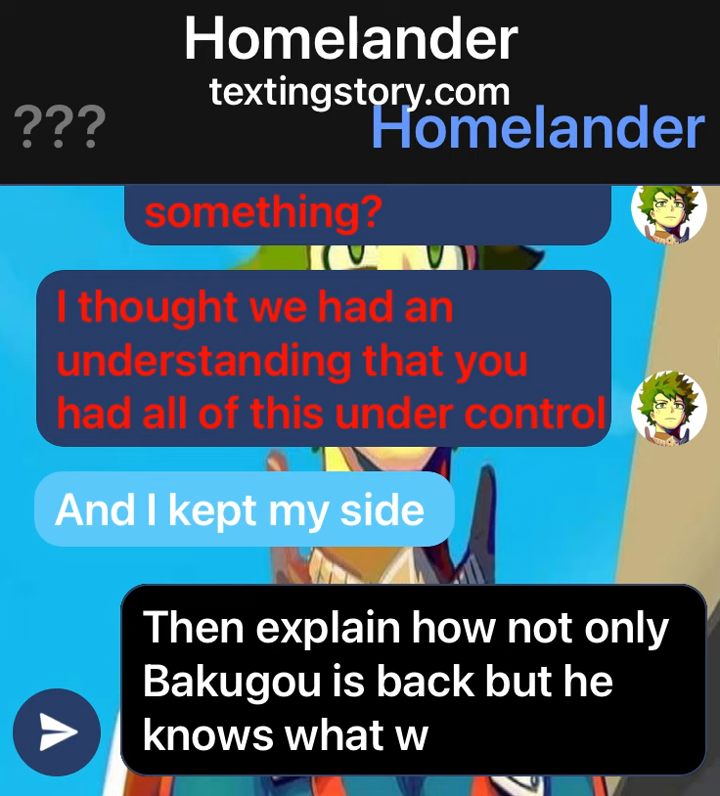 Homelander
textingstory.com
???
Homelander
something?
I thought we had an
understanding that you
had all of this under control
And I kept my side
Then explain how not only
Bakugou is back but he
knows what w